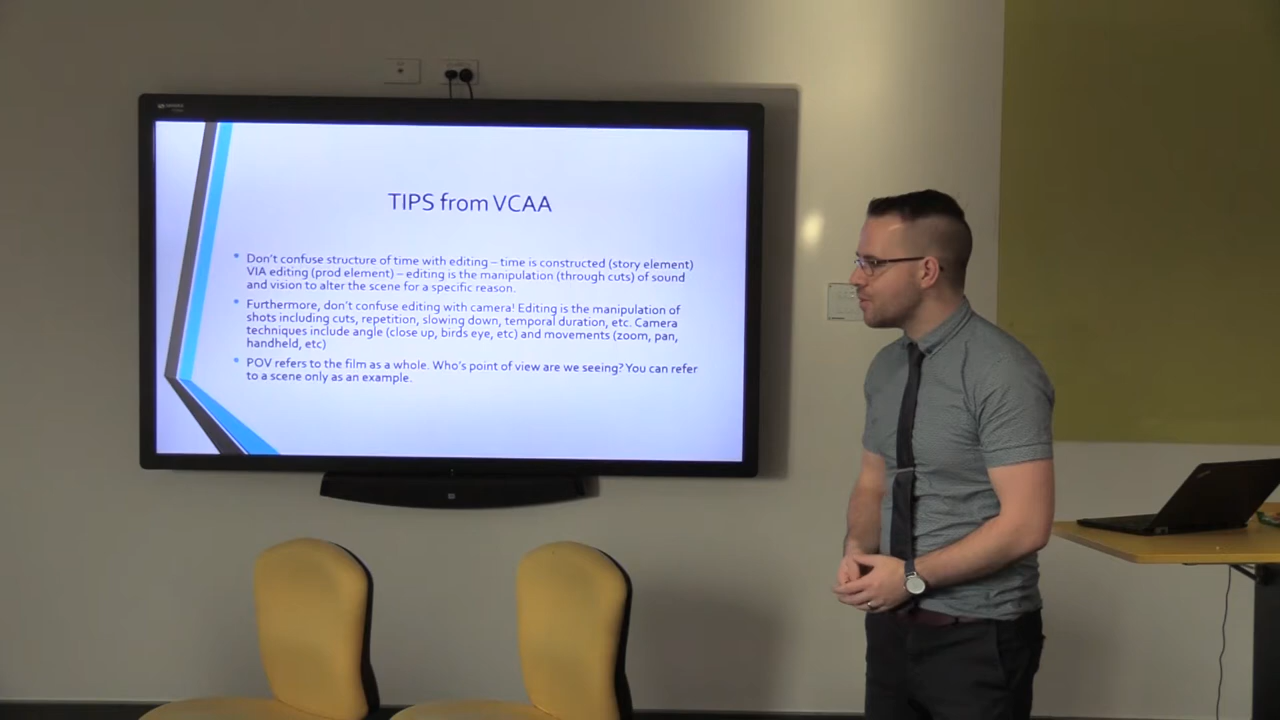 TIPS from VCAA
Don't confuse structure of time with editing – time is constructed (story element)
VIA editing (prod element) – editing is the manipulation (through cuts) of sound
and vision to alter the scene for a specific reason.
Furthermore, don't confuse editing with camera! Editing is the manipulation of
shots including cuts, repetition, slowing down, temporal duration, etc. Camera
techniques include angle (close up, birds eye, etc) and movements (zoom, pan,
handheld, etc)
POV refers to the film as a whole. Who's point of view are we seeing? You can refer
to a scene only as an example.